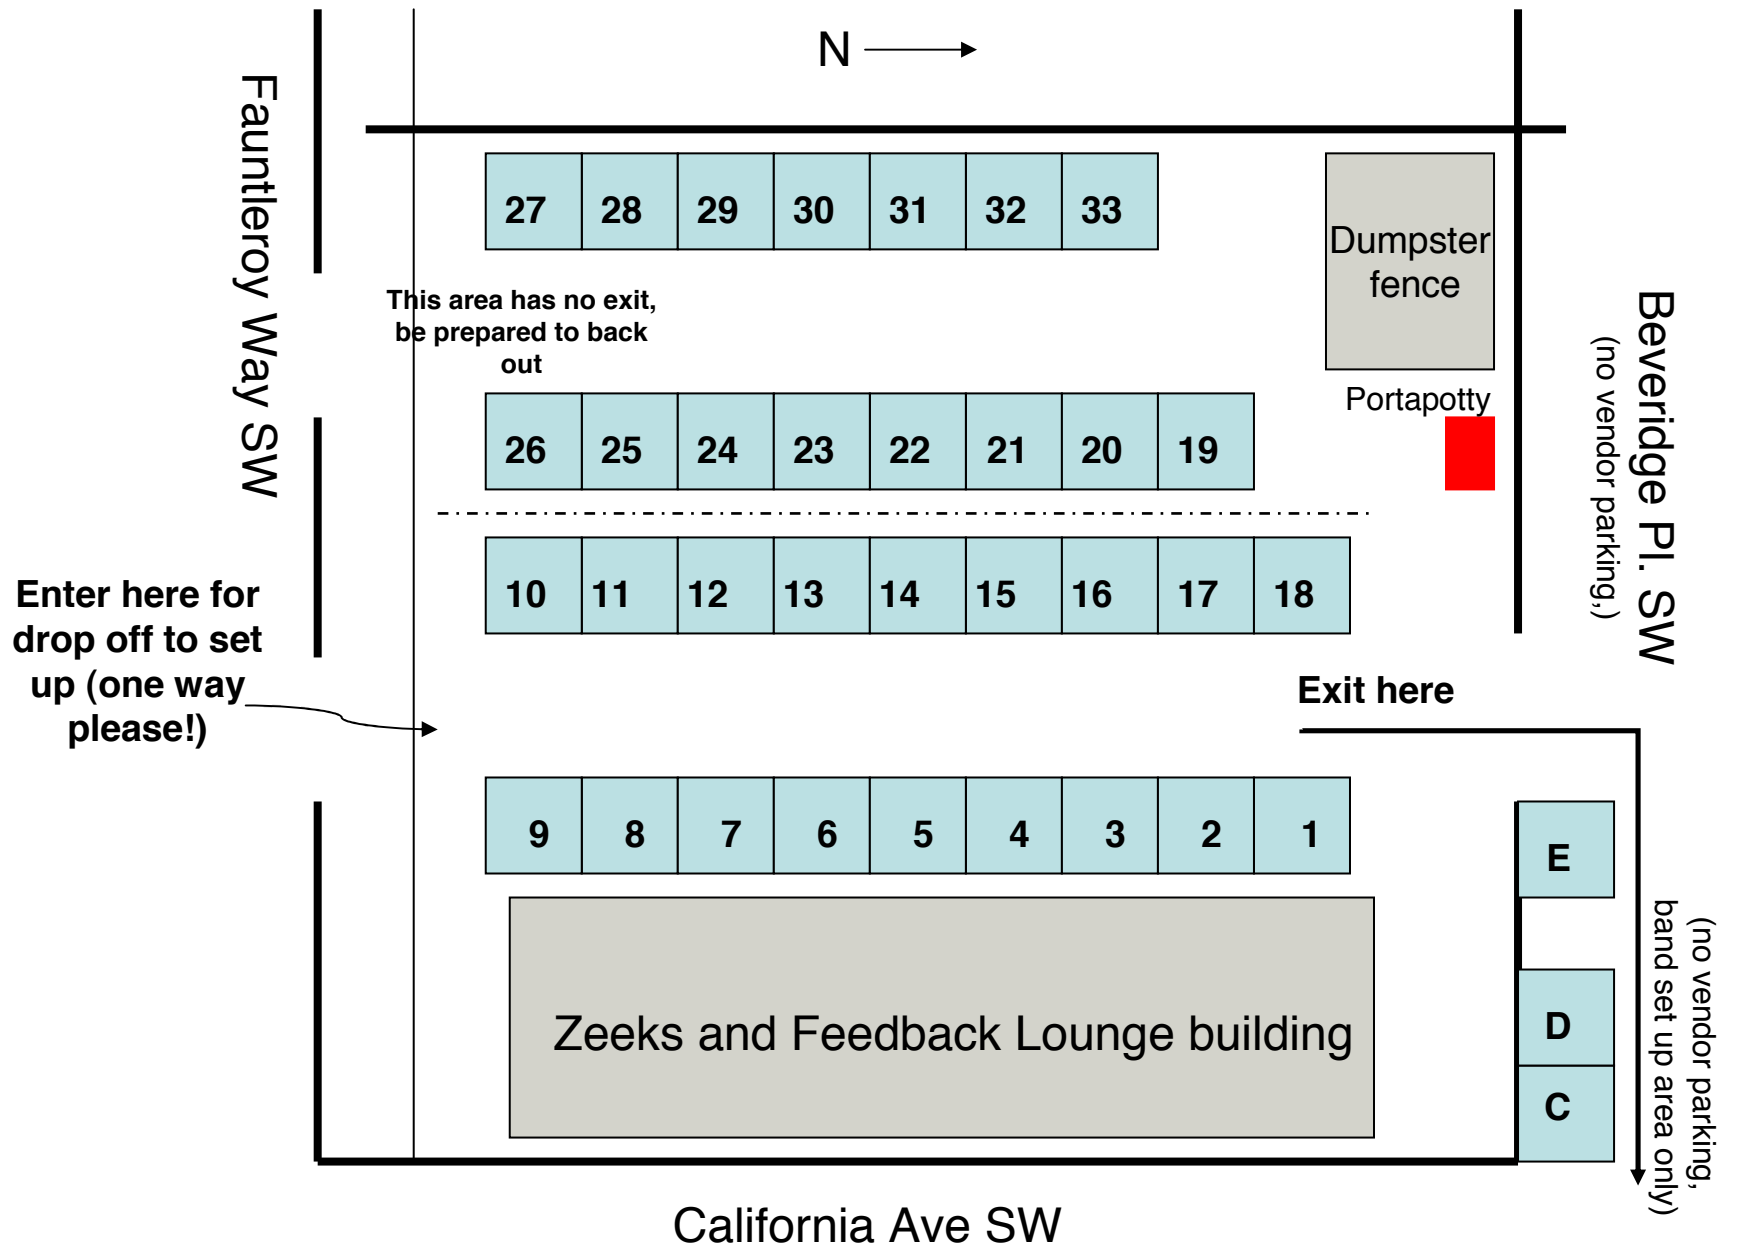 N
Fauntleroy Way SW
27 28 29 30 31 32 33
Dumpster
fence
This area has no exit,
be prepared to back
out
Portapotty
Beveridge Pl. SW
(no vendor parking,)
26 25 24 23 22 21 20 19
10 11 12 13 14 15 16 17 18
Enter here for
drop off to set
up (one way
please!)
Exit here
9 8 7 6 5 4 3 2 1
E
D
C
(no vendor parking,
band set up area only)
Zeeks and Feedback Lounge building
California Ave SW